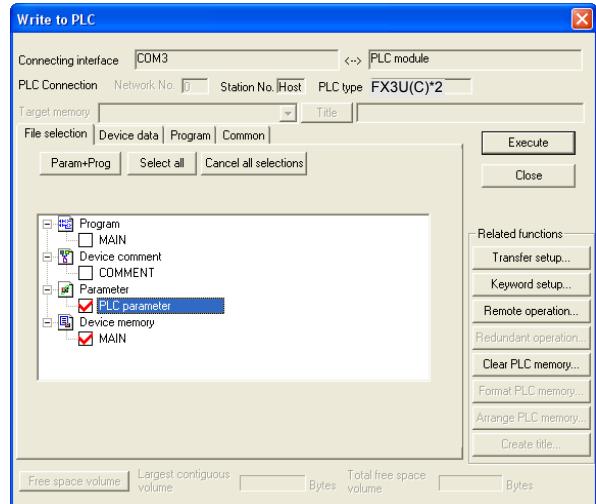 Write to PLC
Connecting interface COM3 <--> PLC module
PLC Connection Network No. 0 Station No. Host PLC type FX3U(C)*2
Target memory Title
File selection Device data Program Common
Execute
Param+Prog Select all Cancel all selections
Close
Program
MAIN
Device comment
COMMENT
Parameter
PLC parameter
Device memory
MAIN
Related functions
Transfer setup...
Keyword setup...
Remote operation...
Redundant operation...
Clear PLC memory...
Format PLC memory...
Arrange PLC memory...
Create title...
Free space volume Largest contiguous volume Bytes Total free space volume Bytes